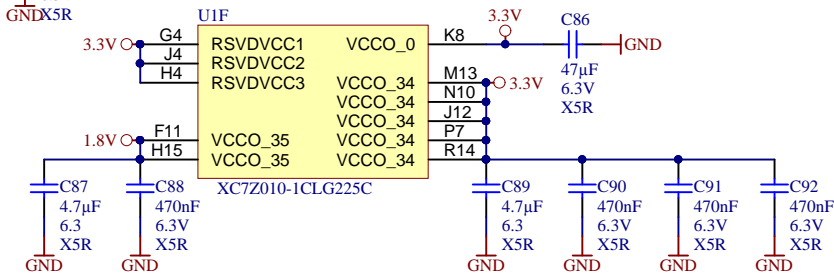 GND
X5R
U1F
3.3V
G4
J4
H4
RSVDVCC1
RSVDVCC2
RSVDVCC3
VCCO_0
K8
3.3V
C86
47µF
6.3V
X5R
GND
VCCO_34
VCCO_34
VCCO_34
VCCO_34
VCCO_34
M13
N10
J12
P7
R14
3.3V
1.8V
F11
H15
VCCO_35
VCCO_35
XC7Z010-1CLG225C
C87
4.7µF
6.3
X5R
GND
C88
470nF
6.3V
X5R
GND
C89
4.7µF
6.3
X5R
GND
C90
470nF
6.3V
X5R
GND
C91
470nF
6.3V
X5R
GND
C92
470nF
6.3V
X5R
GND